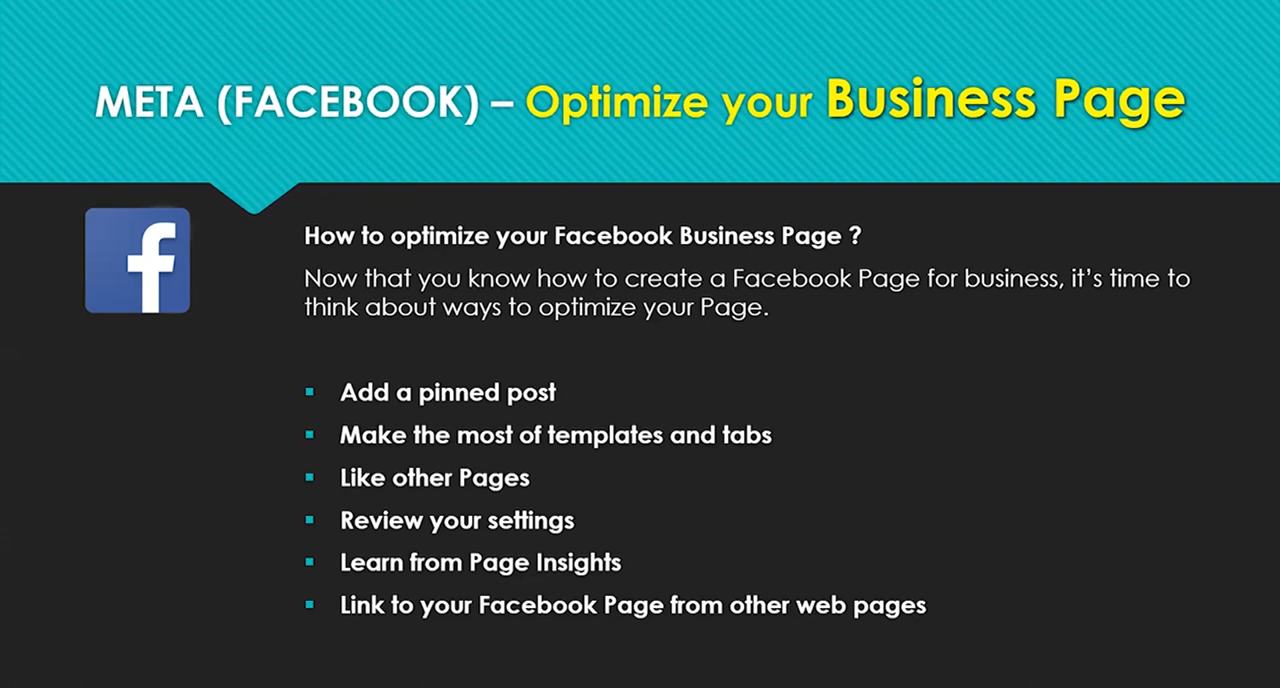 META (FACEBOOK) – Optimize your Business Page
f
How to optimize your Facebook Business Page ?
Now that you know how to create a Facebook Page for business, it’s time to
think about ways to optimize your Page.
▪ Add a pinned post
▪ Make the most of templates and tabs
▪ Like other Pages
▪ Review your settings
▪ Learn from Page Insights
▪ Link to your Facebook Page from other web pages